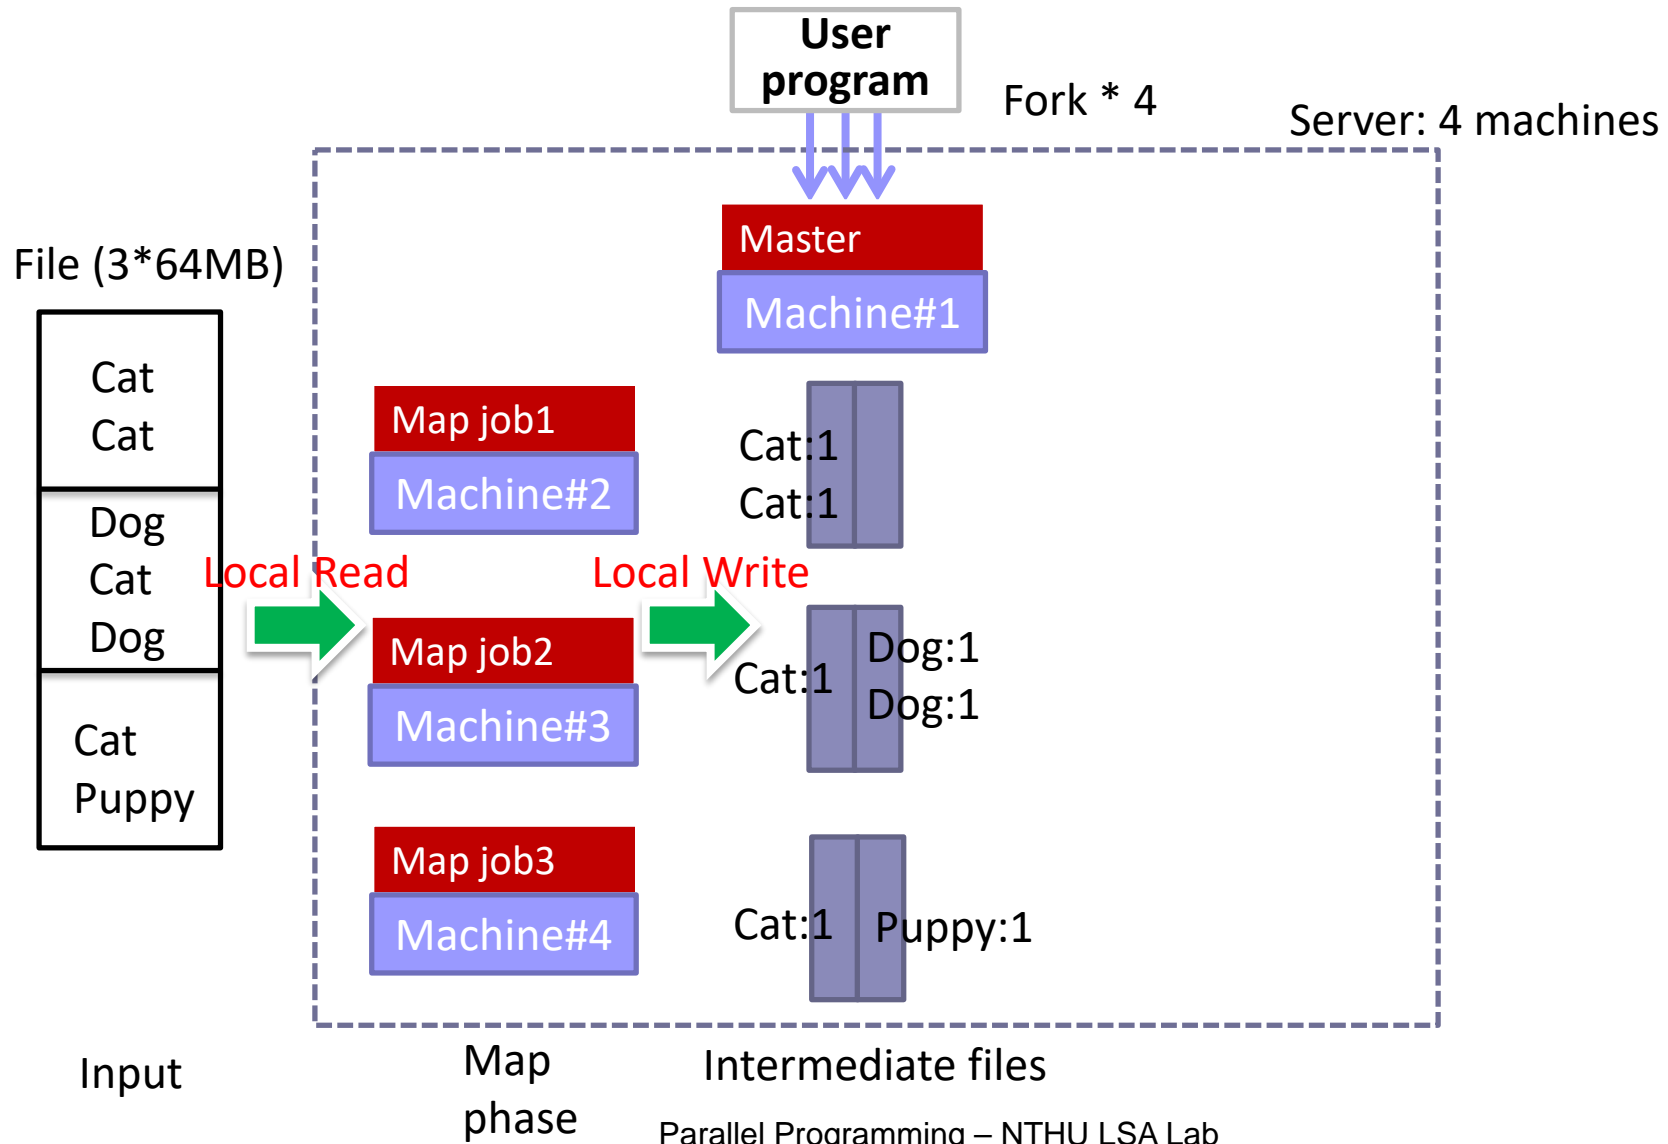 User
program
Fork * 4
Server: 4 machines
File (3*64MB)
Cat
Cat
Dog
Cat
Dog
Cat
Puppy
Local Read
Master
Machine#1
Map job1
Machine#2
Map job2
Machine#3
Map job3
Machine#4
Local Write
Cat:1
Cat:1
Cat:1
Dog:1
Dog:1
Cat:1
Puppy:1
Input
Map
phase
Intermediate files
Parallel Programming – NTHU LSA Lab